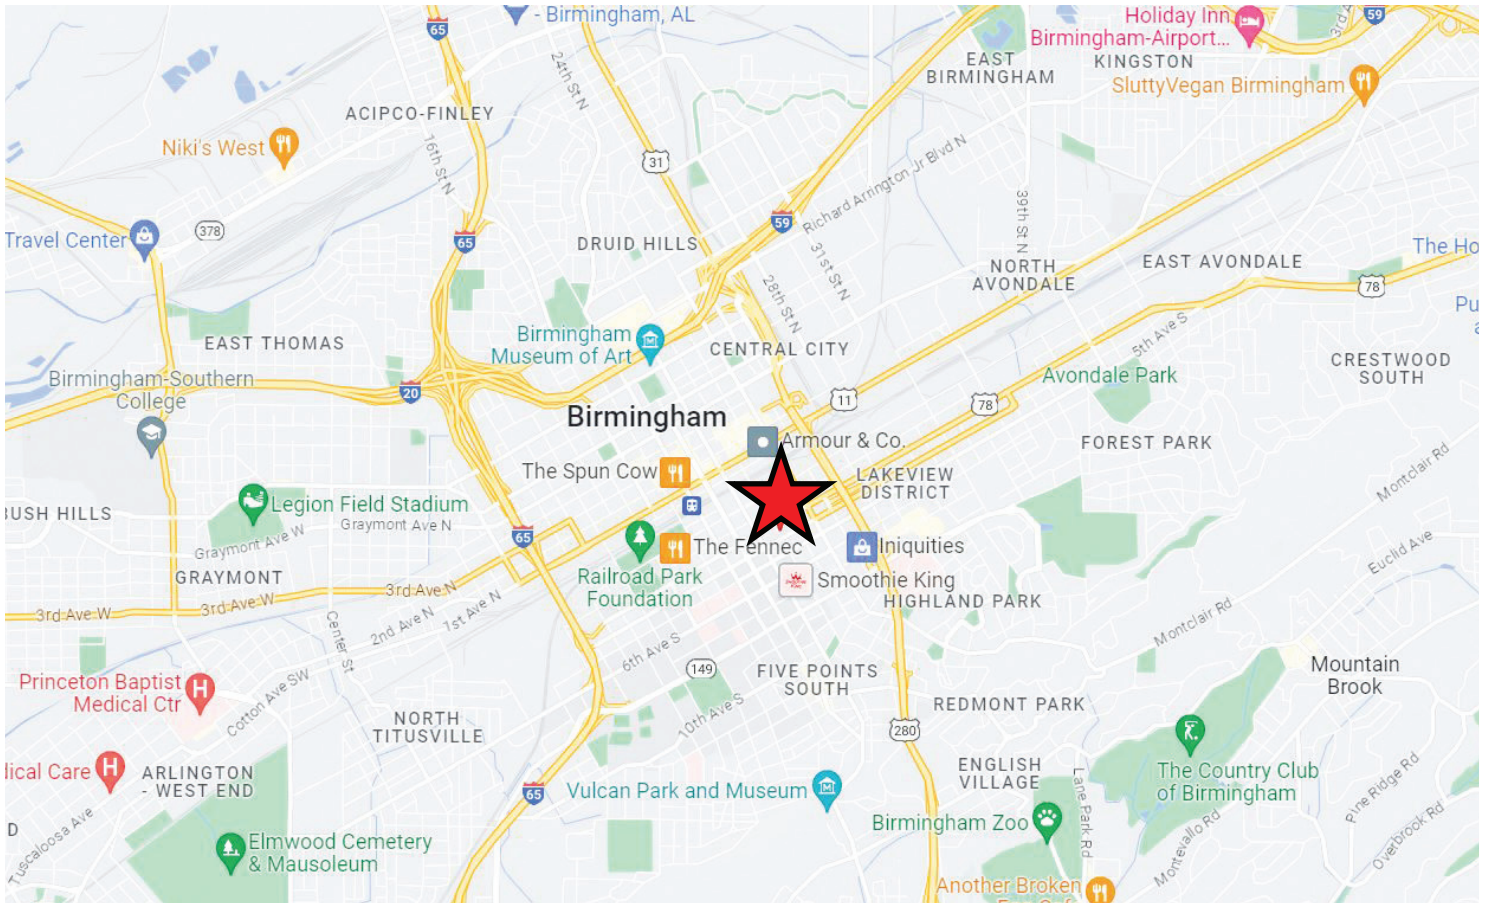 - Birmingham, AL
65
24th St N
Holiday Inn
Birmingham-Airport...
59
3rd A
EAST
BIRMINGHAM
KINGSTON
SluttyVegan Birmingham
ACIPCO-FINLEY
Niki's West
16th St N
31
Richard Arrington Jr Blvd N
39th St N
378
Travel Center
65
59
DRUID HILLS
31st St N
28th St N
The Ho
EAST AVONDALE
NORTH
AVONDALE
78
Pu
5th Ave S
EAST THOMAS
Birmingham
Museum of Art
CENTRAL CITY
CRESTWOOD
SOUTH
Birmingham-Southern
College
20
Avondale Park
11
78
Birmingham
Armour & Co.
FOREST PARK
The Spun Cow
LAKEVIEW
DISTRICT
Montclair Rd
Legion Field Stadium
BUSH HILLS
Graymont Ave N
Graymont Ave W
65
The Fennec
Iniquities
Euclid Ave
GRAYMONT
Railroad Park
Foundation
Smoothie King
3rd Ave N
3rd Ave W
3rd Ave W
HIGHLAND PARK
2nd Ave N
1st Ave N
Center St
Montclair Rd
6th Ave S
149
FIVE POINTS
SOUTH
Mountain
Brook
Princeton Baptist
Medical Ctr
Cotton Ave SW
NORTH
TITUSVILLE
10th Ave S
REDMONT PARK
280
dical Care
ARLINGTON
- WEST END
65
Vulcan Park and Museum
ENGLISH
VILLAGE
Lane Park Rd
The Country Club
of Birmingham
Pine Ridge Rd
D
Tuscaloosa Ave
Elmwood Cemetery
& Mausoleum
Birmingham Zoo
Montevallo Rd
Overbrook Rd
Another Broken